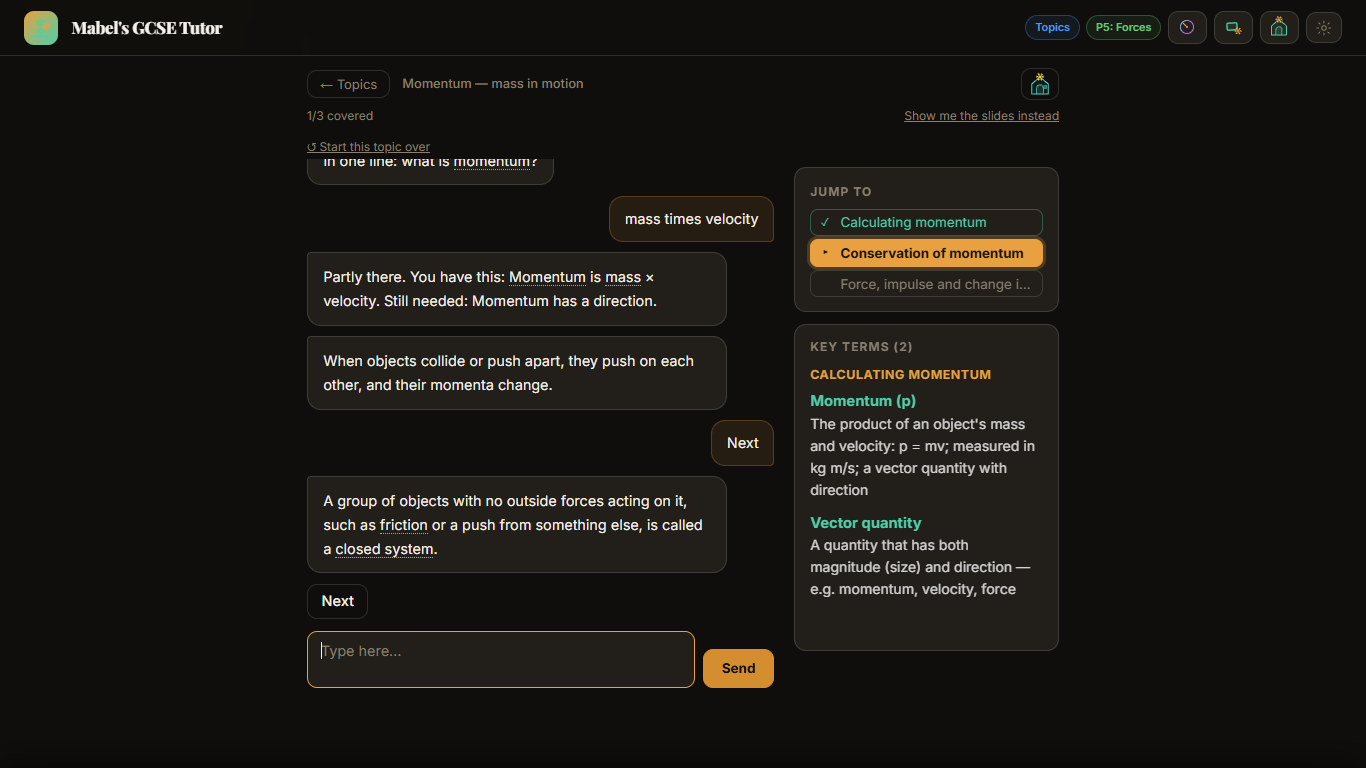 Mabel's GCSE Tutor
Topics
P5: Forces
← Topics
Momentum — mass in motion
1/3 covered
Show me the slides instead
↺ Start this topic over
In one line: what is momentum?
mass times velocity
Partly there. You have this: Momentum is mass ×
velocity. Still needed: Momentum has a direction.
When objects collide or push apart, they push on each
other, and their momenta change.
Next
A group of objects with no outside forces acting on it,
such as friction or a push from something else, is called
a closed system.
Next
Type here...
Send
JUMP TO
✓ Calculating momentum
‣ Conservation of momentum
Force, impulse and change i...
KEY TERMS (2)
CALCULATING MOMENTUM
Momentum (p)
The product of an object's mass
and velocity: p = mv; measured in
kg m/s; a vector quantity with
direction
Vector quantity
A quantity that has both
magnitude (size) and direction —
e.g. momentum, velocity, force